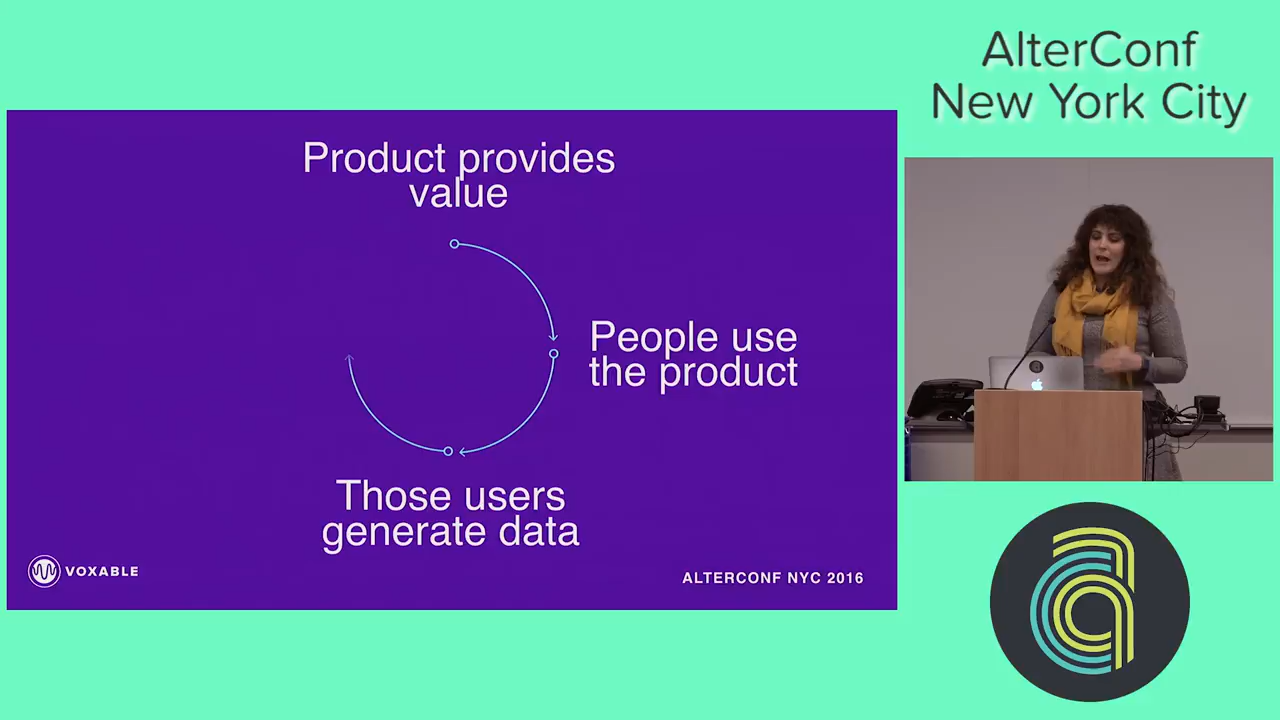 AlterConf
New York City
Product provides
value
People use
the product
Those users
generate data
VOXABLE
ALTERCONF NYC 2016